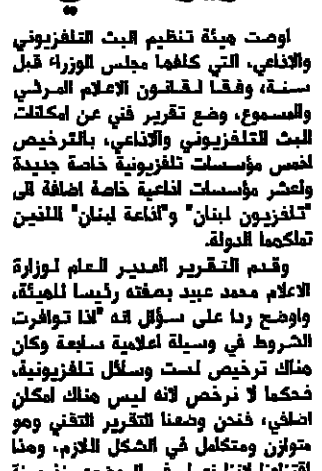 اوصت هيئة تنظيم البث التلفزيوني
والاذاعي، التي كلفها مجلس الوزراء قبل
سنة، وفقا لقانون الاعلام المرئي
والمسموع، وضع تقرير فني عن امكانات
البث التلفزيوني والاذاعي، بالترخيص
لخمس مؤسسات تلفزيونية خاصة جديدة
ولعشر مؤسسات اذاعية خاصة اضافة الى
"تلفزيون لبنان" و"اذاعة لبنان" اللذين
تملكهما الدولة.
وقدم التقرير المدير العام لوزارة
الاعلام محمد عبيد بصفته رئيسا للهيئة،
واوضح ردا على سؤال انه "اذا توافرت
الشروط في وسيلة اعلامية سابعة وكان
هناك ترخيص لست وسائل تلفزيونية،
فحكما لا نرخص لانه ليس هناك امكان
اضافي، فنحن وضعنا التقرير التقني وهو
متوازن ومتكامل في الشكل اللازم، وهذا